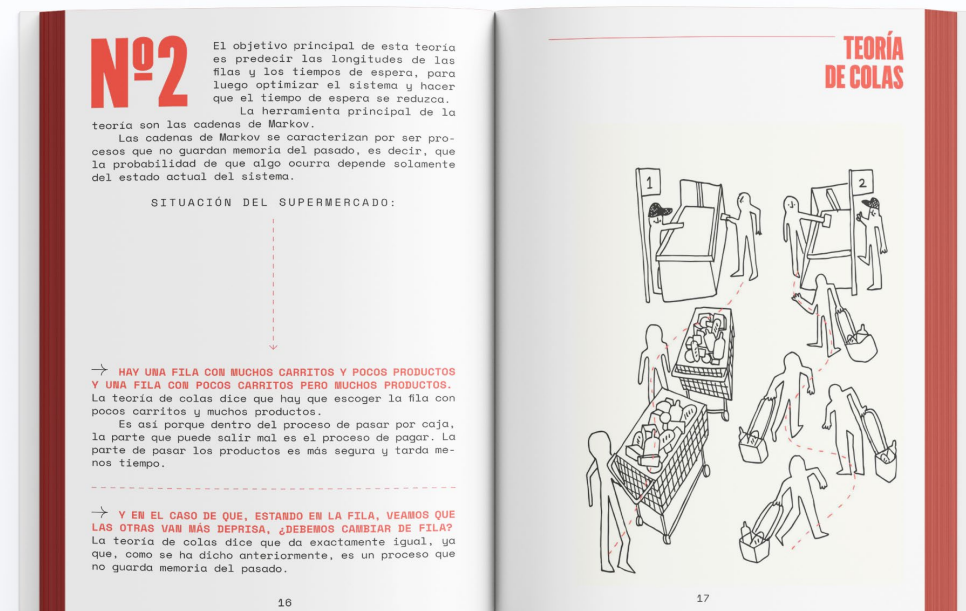 Nº2
El objetivo principal de esta teoría
es predecir las longitudes de las
filas y los tiempos de espera, para
luego optimizar el sistema y hacer
que el tiempo de espera se reduzca.
La herramienta principal de la
teoría son las cadenas de Markov.
Las cadenas de Markov se caracterizan por ser pro-
cesos que no guardan memoria del pasado, es decir, que
la probabilidad de que algo ocurra depende solamente
del estado actual del sistema.
SITUACIÓN DEL SUPERMERCADO:
→ HAY UNA FILA CON MUCHOS CARRITOS Y POCOS PRODUCTOS
Y UNA FILA CON POCOS CARRITOS PERO MUCHOS PRODUCTOS.
La teoría de colas dice que hay que escoger la fila con
pocos carritos y muchos productos.
Es así porque dentro del proceso de pasar por caja,
la parte que puede salir mal es el proceso de pagar. La
parte de pasar los productos es más segura y tarda me-
nos tiempo.
→ Y EN EL CASO DE QUE, ESTANDO EN LA FILA, VEAMOS QUE
LAS OTRAS VAN MÁS DEPRISA, ¿DEBEMOS CAMBIAR DE FILA?
La teoría de colas dice que da exactamente igual, ya
que, como se ha dicho anteriormente, es un proceso que
no guarda memoria del pasado.
16
TEORÍA
DE COLAS
1
2
17